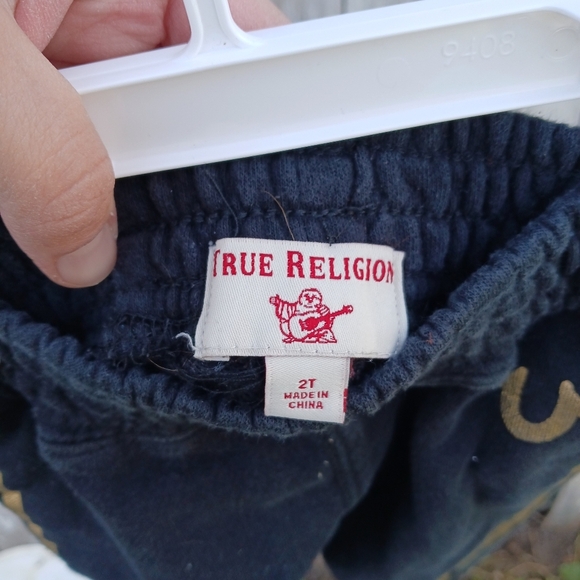 9408
TRUE RELIGION
2T
MADE IN
CHINA